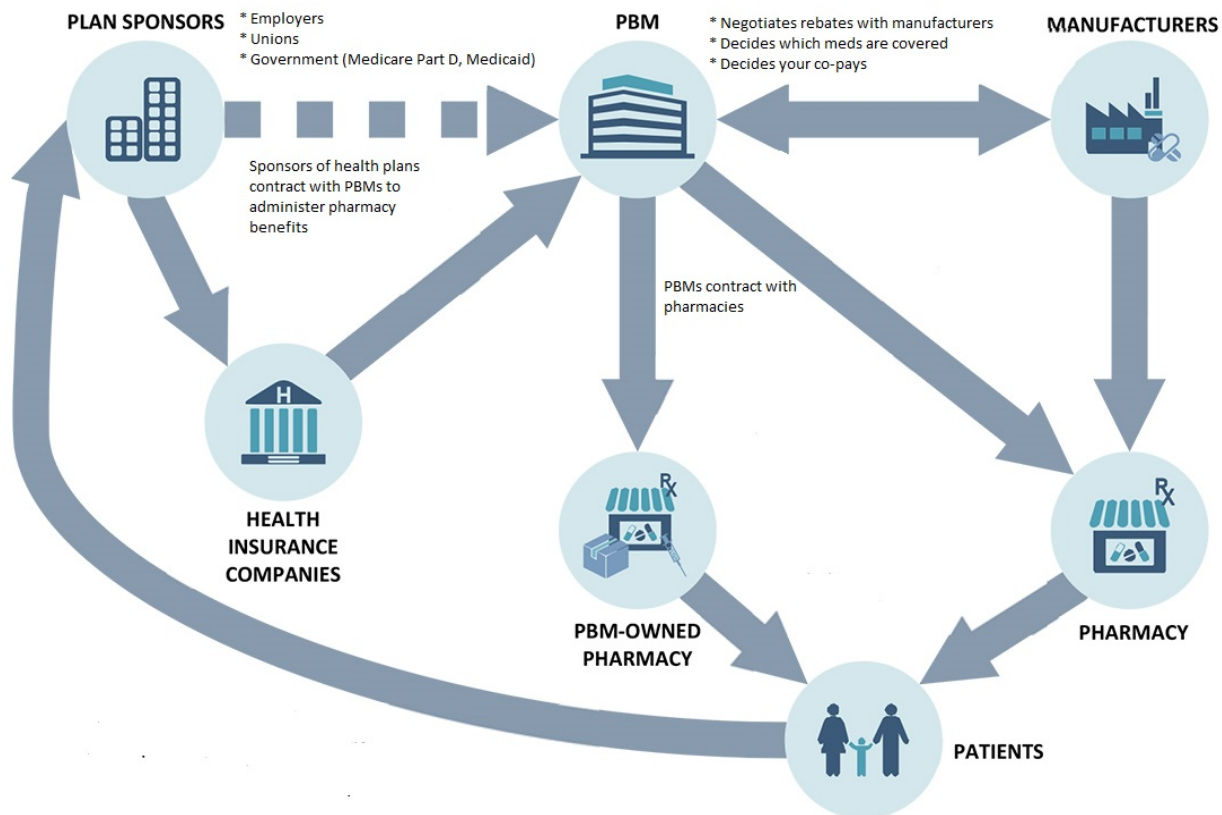 PLAN SPONSORS
* Employers
* Unions
* Government (Medicare Part D, Medicaid)
PBM
* Negotiates rebates with manufacturers
* Decides which meds are covered
* Decides your co-pays
MANUFACTURERS
Sponsors of health plans
contract with PBMs to
administer pharmacy
benefits
PBMs contract with
pharmacies
H
HEALTH
INSURANCE
COMPANIES
Rx
PBM-OWNED
PHARMACY
Rx
PHARMACY
PATIENTS